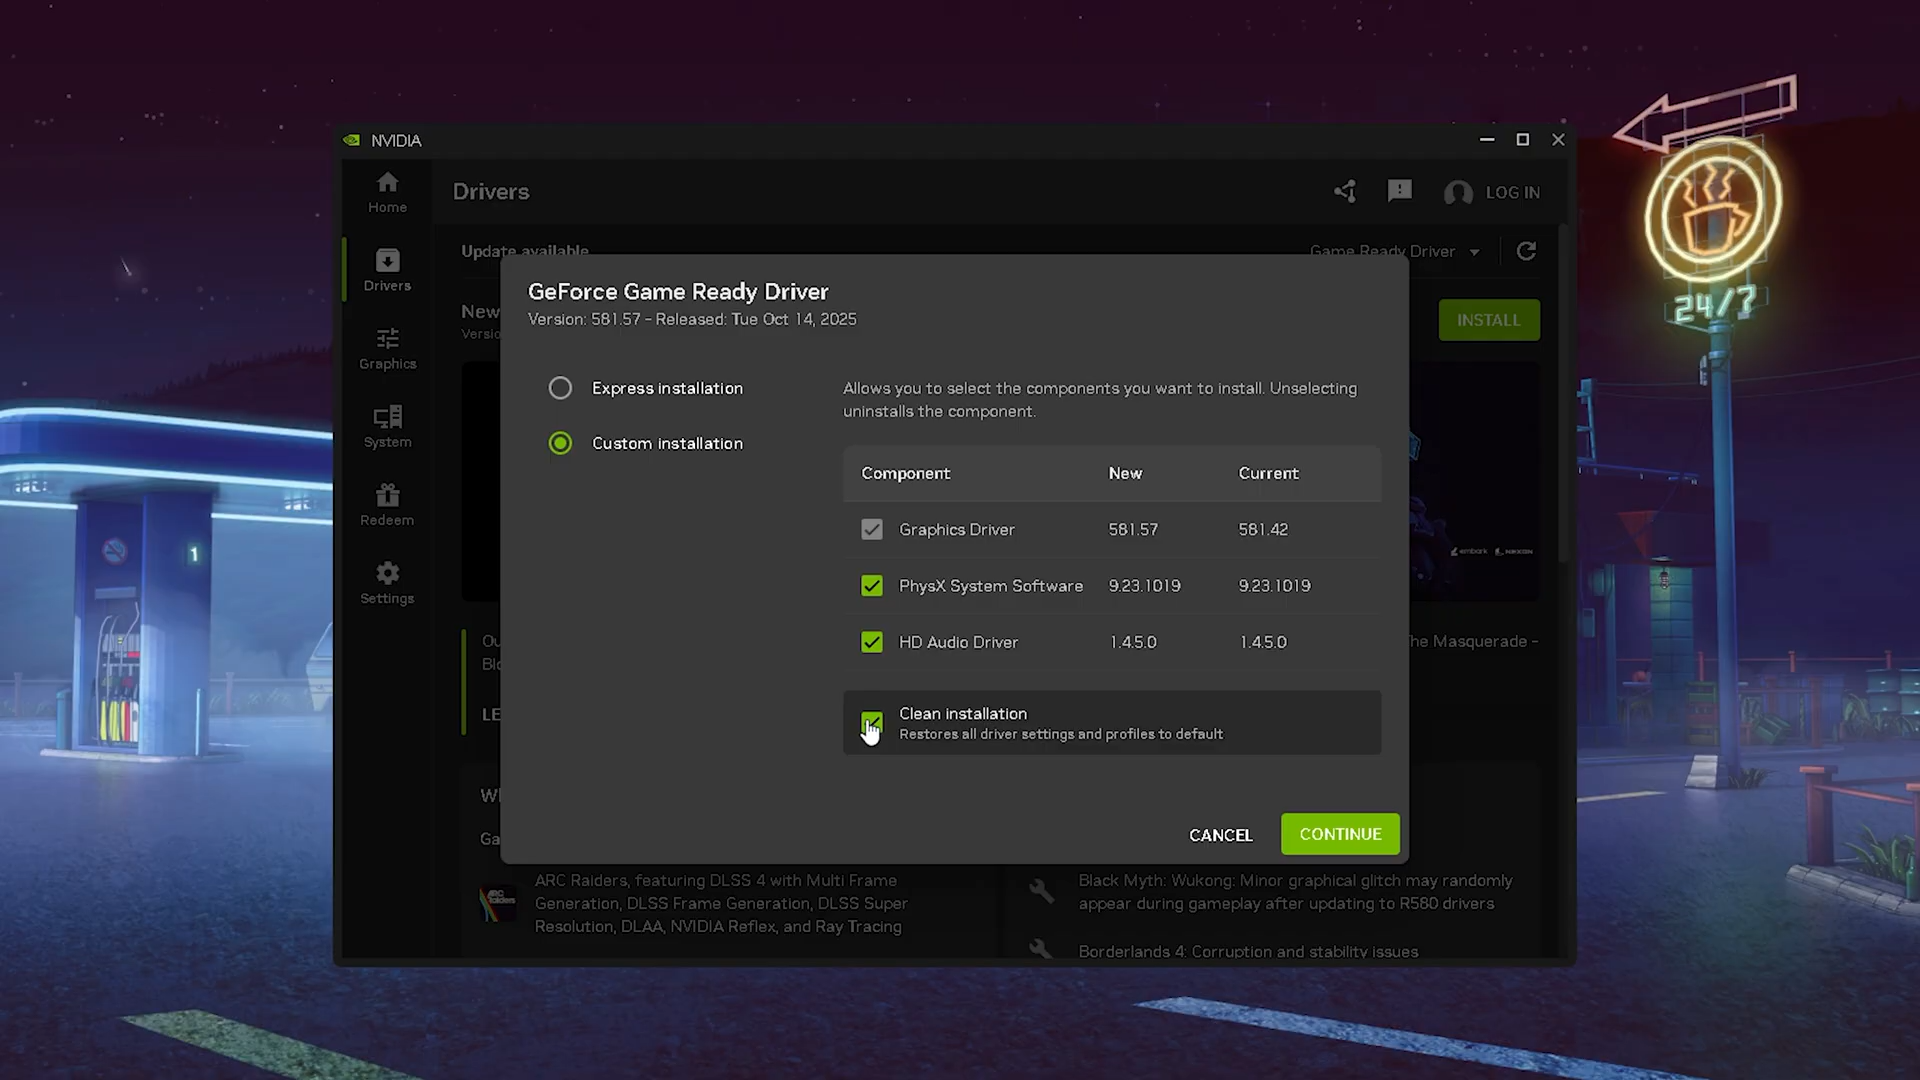 NVIDIA
Home
Drivers
Graphics
System
Redeem
Settings
Drivers
LOG IN
Update available
Game Ready Driver
New
INSTALL
GeForce Game Ready Driver
Version: 581.57 – Released: Tue Oct 14, 2025
Express installation
Custom installation
Allows you to select the components you want to install. Unselecting
uninstalls the component.
Component New Current
Graphics Driver 581.57 581.42
PhysX System Software 9.23.1019 9.23.1019
HD Audio Driver 1.4.5.0 1.4.5.0
Clean installation
Restores all driver settings and profiles to default
CANCEL
CONTINUE
he Masquerade –
ARC Raiders, featuring DLSS 4 with Multi Frame
Generation, DLSS Frame Generation, DLSS Super
Resolution, DLAA, NVIDIA Reflex, and Ray Tracing
Black Myth: Wukong: Minor graphical glitch may randomly
appear during gameplay after updating to R580 drivers
Borderlands 4: Corruption and stability issues
24/7
1